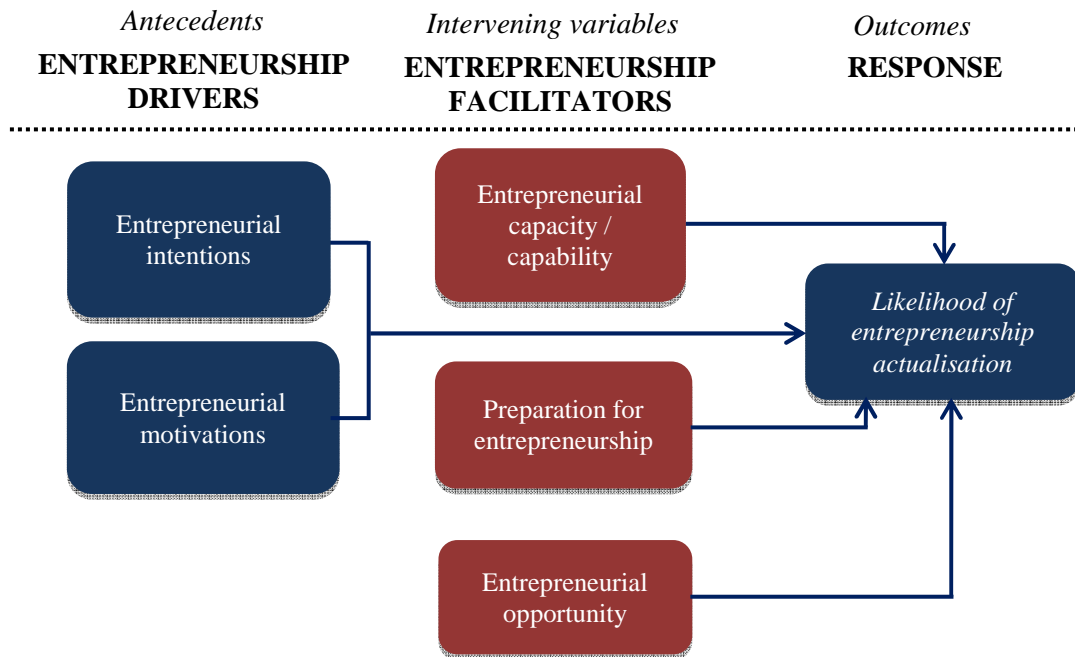 Antecedents
ENTREPRENEURSHIP
DRIVERS
Intervening variables
ENTREPRENEURSHIP
FACILITATORS
Outcomes
RESPONSE
Entrepreneurial
intentions
Entrepreneurial
motivations
Entrepreneurial
capacity /
capability
Preparation for
entrepreneurship
Entrepreneurial
opportunity
Likelihood of
entrepreneurship
actualisation